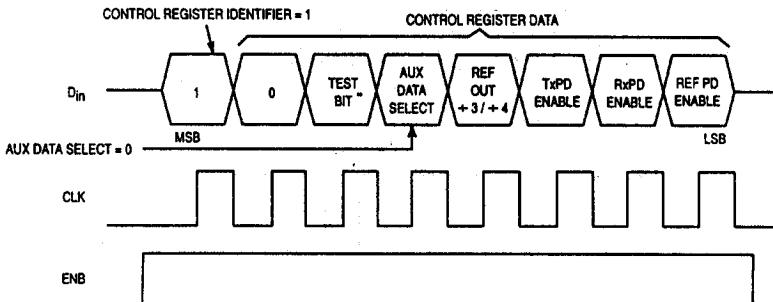 CONTROL REGISTER IDENTIFIER = 1
CONTROL REGISTER DATA
Din
1
0
TEST
BIT *
AUX
DATA
SELECT
REF
OUT
÷ 3 / ÷ 4
TxPD
ENABLE
RxPD
ENABLE
REF PD
ENABLE
MSB
LSB
AUX DATA SELECT = 0
CLK
ENB